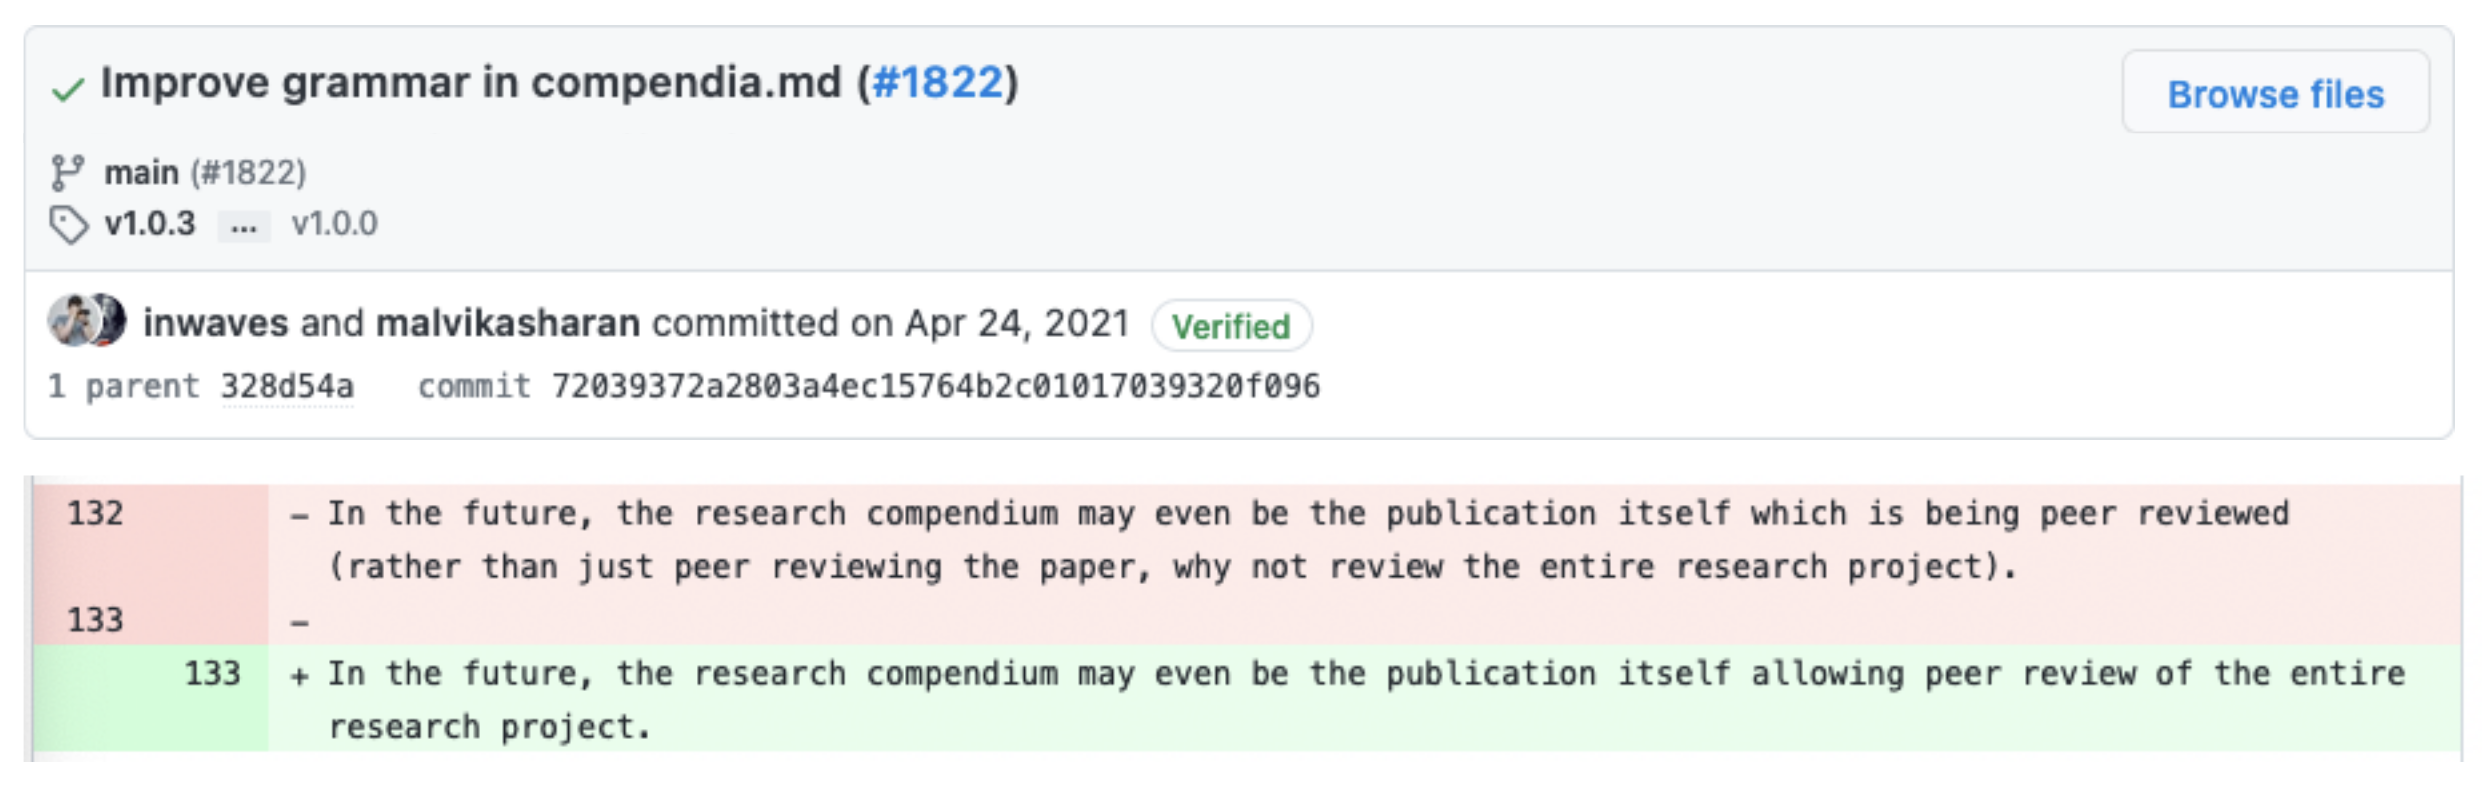 Improve grammar in compendia.md (#1822)
Browse files
main (#1822)
v1.0.3 ... v1.0.0
inwaves and malvikasharan committed on Apr 24, 2021 Verified
1 parent 328d54a commit 72039372a2803a4ec15764b2c01017039320f096
132 – In the future, the research compendium may even be the publication itself which is being peer reviewed
(rather than just peer reviewing the paper, why not review the entire research project).
133 –
133 + In the future, the research compendium may even be the publication itself allowing peer review of the entire
research project.